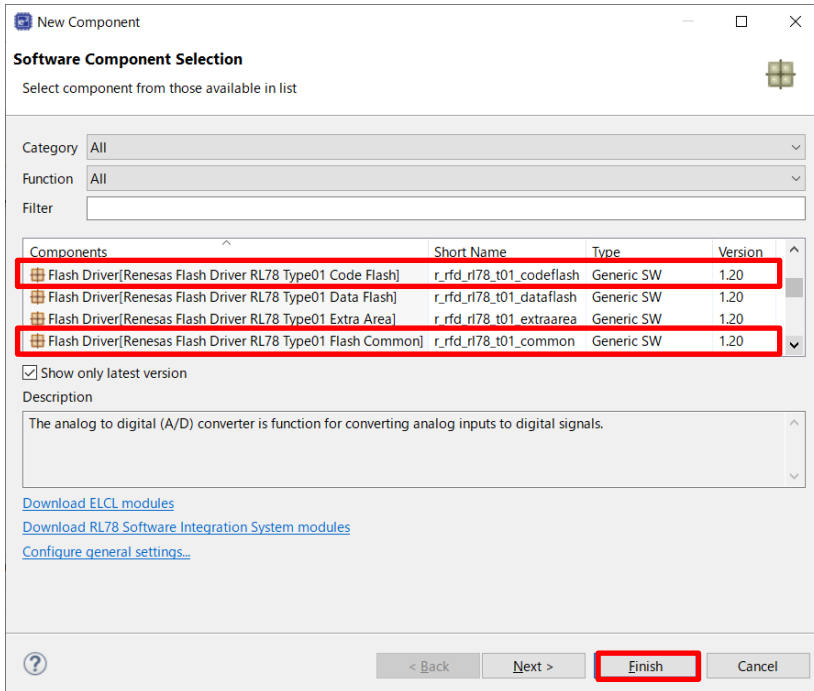 New Component
Software Component Selection
Select component from those available in list
Category All
Function All
Filter
Components Short Name Type Version
Flash Driver[Renesas Flash Driver RL78 Type01 Code Flash] r_rfd_rl78_t01_codeflash Generic SW 1.20
Flash Driver[Renesas Flash Driver RL78 Type01 Data Flash] r_rfd_rl78_t01_dataflash Generic SW 1.20
Flash Driver[Renesas Flash Driver RL78 Type01 Extra Area] r_rfd_rl78_t01_extraarea Generic SW 1.20
Flash Driver[Renesas Flash Driver RL78 Type01 Flash Common] r_rfd_rl78_t01_common Generic SW 1.20
Show only latest version
Description
The analog to digital (A/D) converter is function for converting analog inputs to digital signals.
Download ELCL modules
Download RL78 Software Integration System modules
Configure general settings...
? < Back Next > Finish Cancel